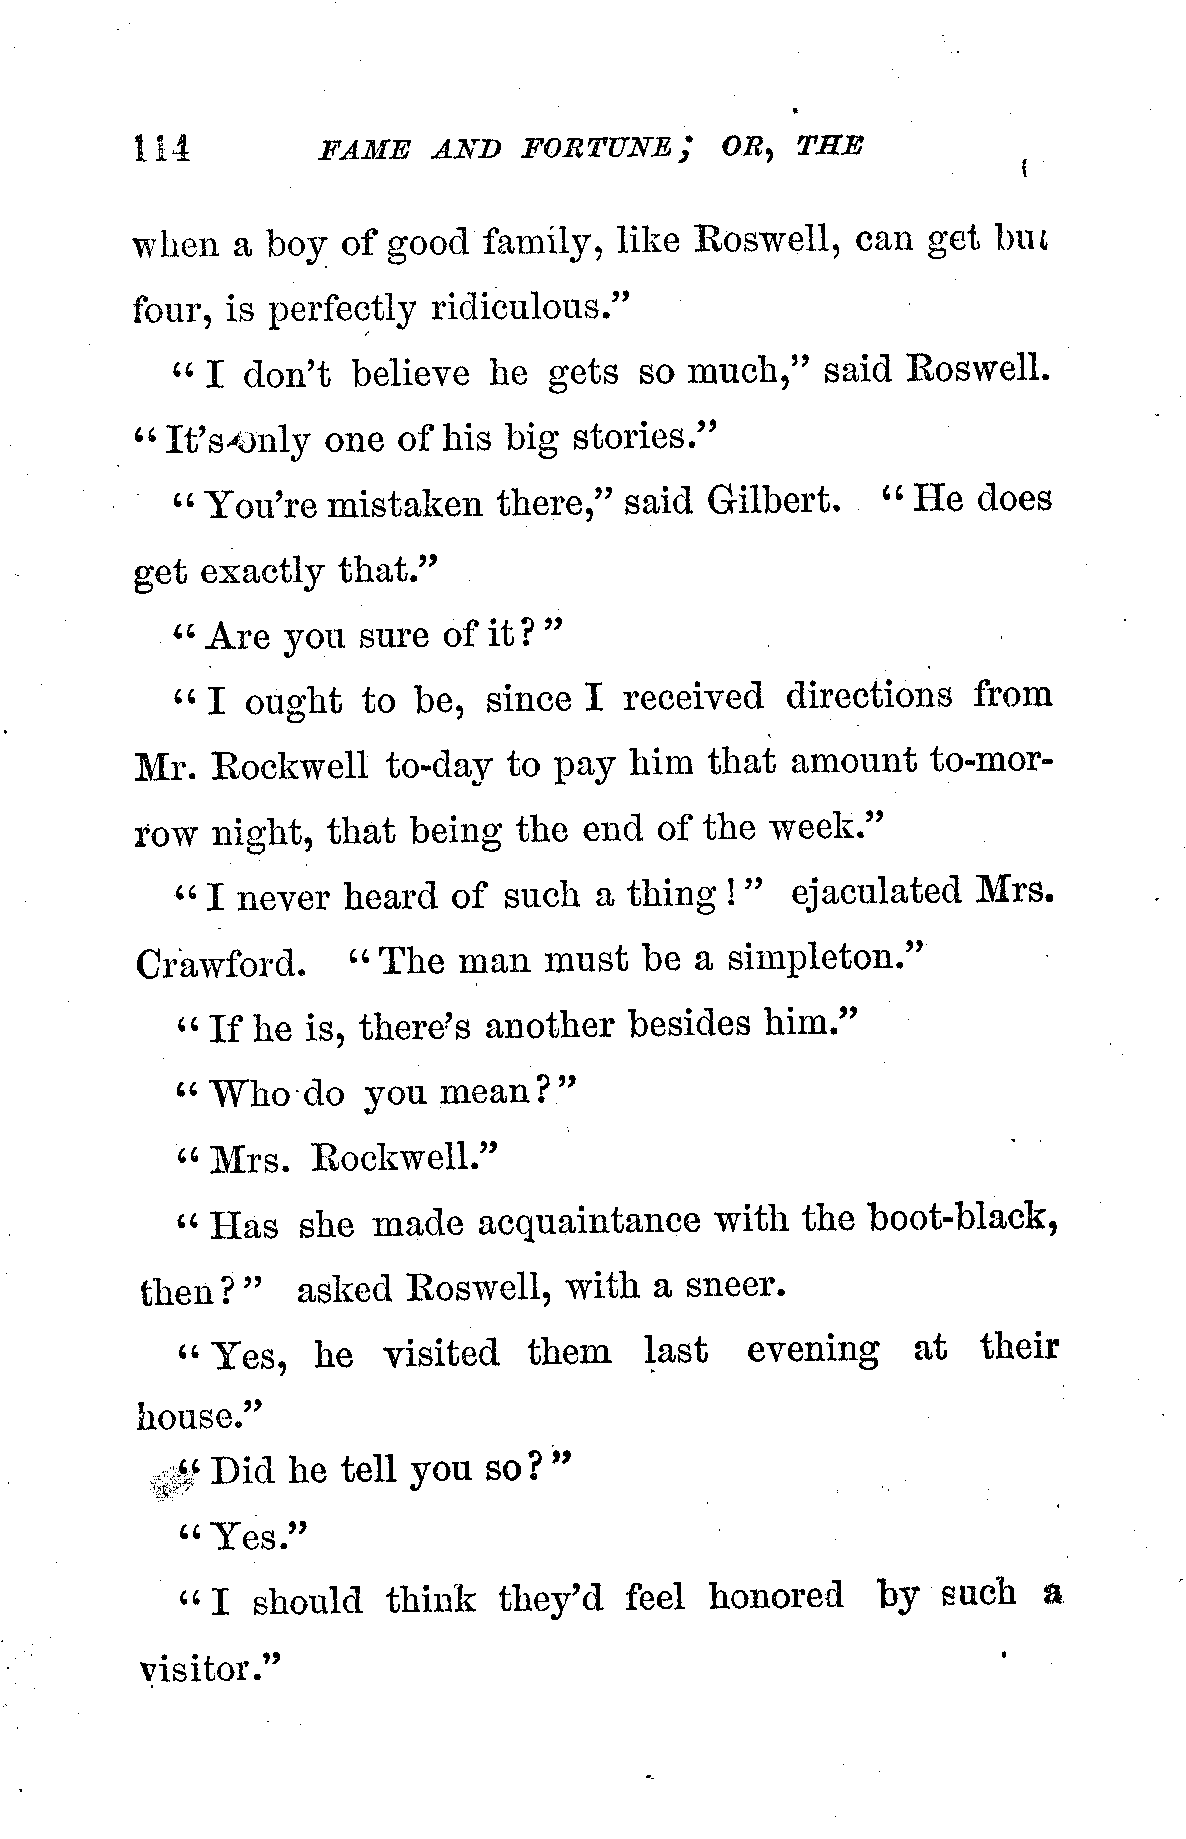 114 FAME AND FORTUNE; OR, THE
when a boy of good family, like Roswell, can get but
four, is perfectly ridiculous."
"I don't believe he gets so much," said Roswell.
"It's only one of his big stories."
"You're mistaken there," said Gilbert. "He does
get exactly that."
"Are you sure of it?"
"I ought to be, since I received directions from
Mr. Rockwell to-day to pay him that amount to-mor-
row night, that being the end of the week."
"I never heard of such a thing!" ejaculated Mrs.
Crawford. "The man must be a simpleton."
"If he is, there's another besides him."
"Who do you mean?"
"Mrs. Rockwell."
"Has she made acquaintance with the boot-black,
then?" asked Roswell, with a sneer.
"Yes, he visited them last evening at their
house."
"Did he tell you so?"
"Yes."
"I should think they'd feel honored by such a
visitor."